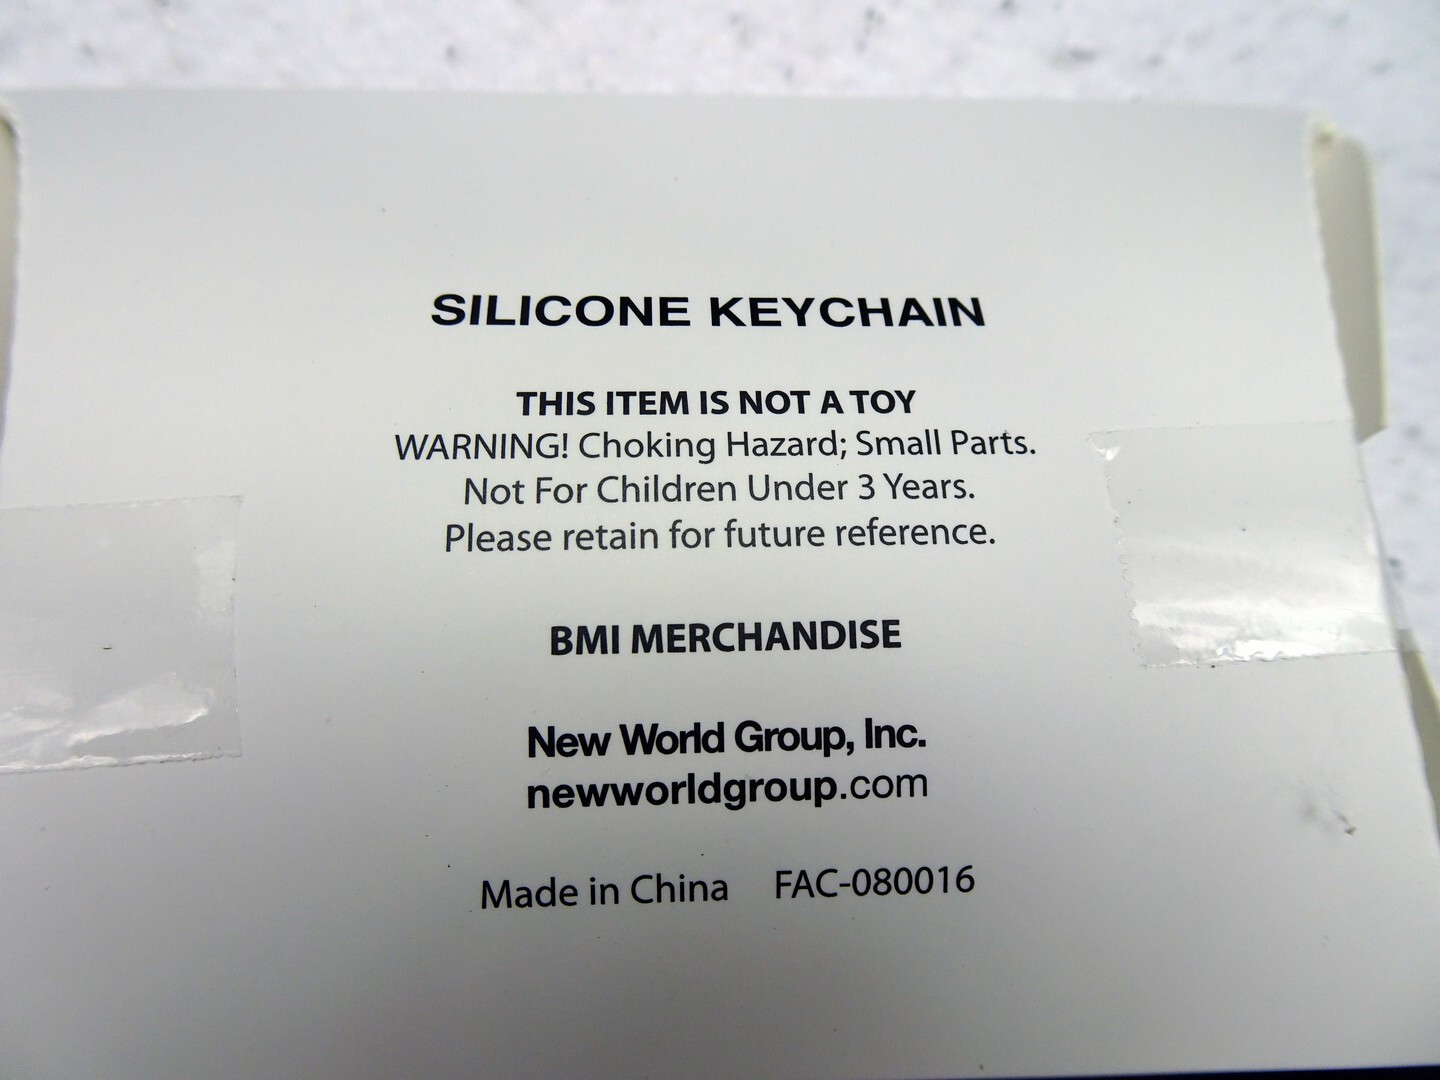 SILICONE KEYCHAIN
THIS ITEM IS NOT A TOY
WARNING! Choking Hazard; Small Parts.
Not For Children Under 3 Years.
Please retain for future reference.
BMI MERCHANDISE
New World Group, Inc.
newworldgroup.com
Made in China FAC-080016